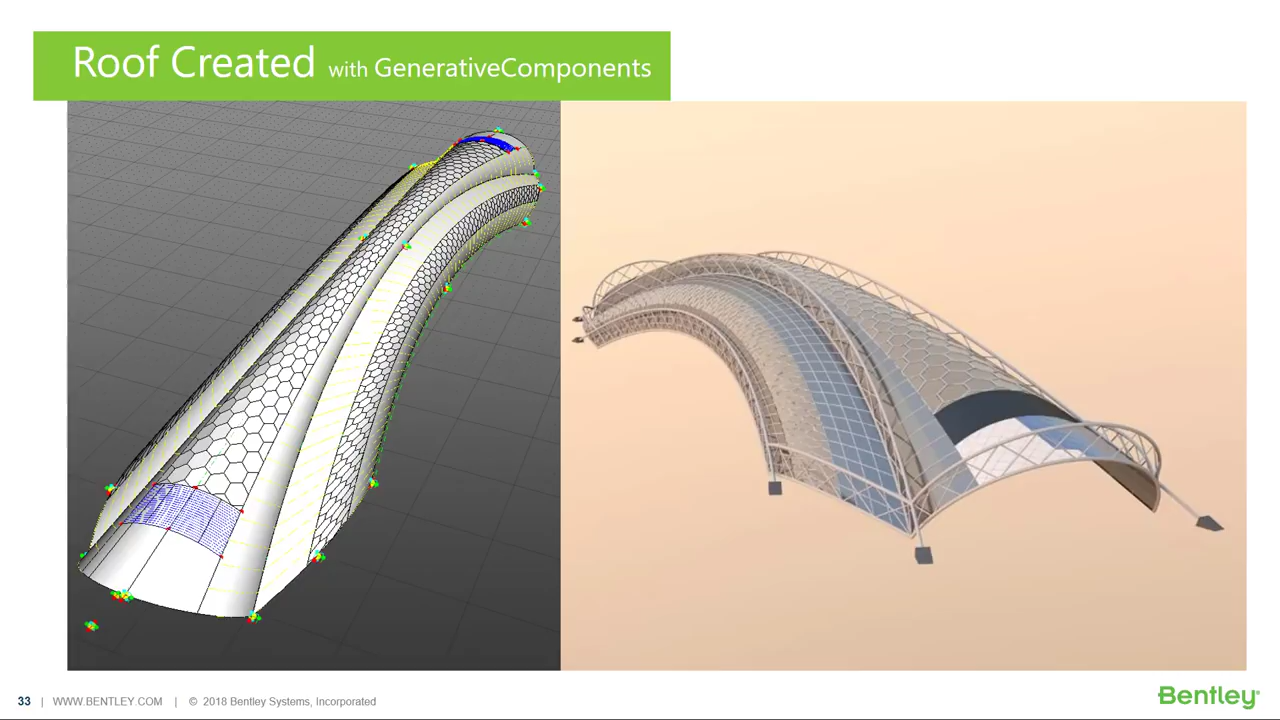 Roof Created with GenerativeComponents
33 | WWW.BENTLEY.COM | © 2018 Bentley Systems, Incorporated
Bentley®